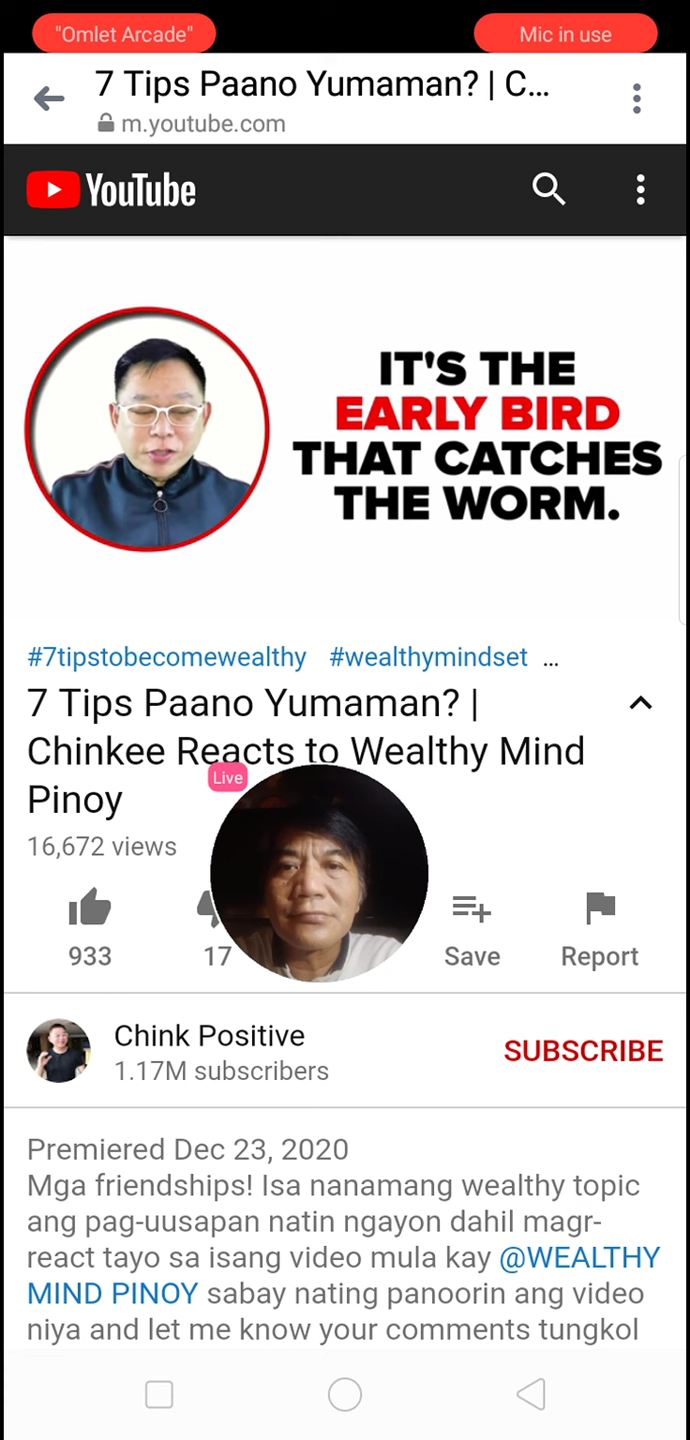 "Omlet Arcade"
Mic in use
7 Tips Paano Yumaman? | C...
m.youtube.com
YouTube
IT'S THE
EARLY BIRD
THAT CATCHES
THE WORM.
#7tipstobecomewealthy #wealthymindset ...
7 Tips Paano Yumaman? |
Chinkee Reacts to Wealthy Mind
Pinoy
Live
16,672 views
933
17
Save
Report
Chink Positive
1.17M subscribers
SUBSCRIBE
Premiered Dec 23, 2020
Mga friendships! Isa nanamang wealthy topic
ang pag-uusapan natin ngayon dahil magr-
react tayo sa isang video mula kay @WEALTHY
MIND PINOY sabay nating panoorin ang video
niya and let me know your comments tungkol